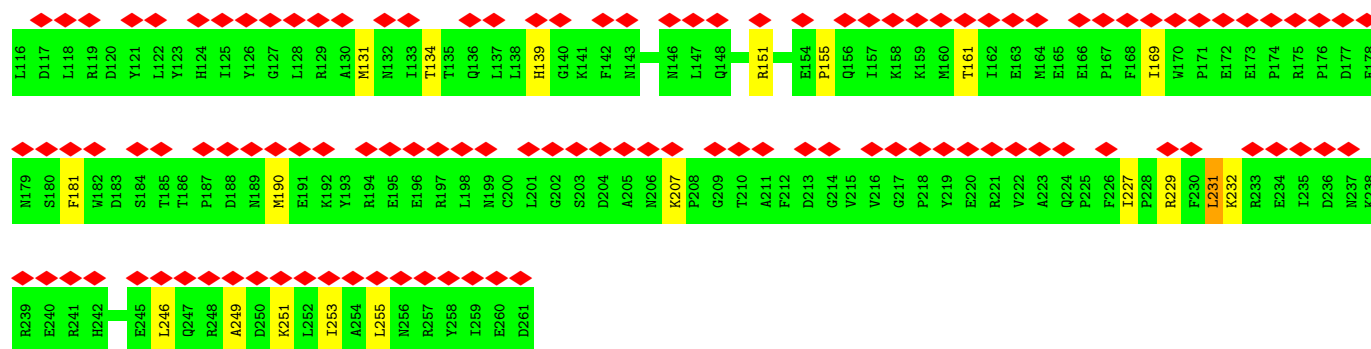 L116 D117 L118 R119 D120 Y121 L122 Y123 H124 I125 Y126 G127 L128 R129 A130 M131 N132 I133 T134 T135 Q136 L137 L138 H139 G140 K141 F142 N143 N146 L147 Q148 R151 E154 P155 Q156 I157 K158 K159 M160 T161 I162 E163 M164 E165 E166 P167 F168 I169 W170 P171 E172 E173 P174 R175 P176 D177 E178
N179 S180 F181 W182 D183 S184 T185 T186 P187 D188 N189 M190 E191 K192 Y193 R194 E195 E196 R197 L198 N199 C200 L201 G202 S203 D204 A205 N206 K207 P208 G209 T210 A211 F212 D213 G214 V215 V216 G217 P218 Y219 E220 R221 V222 A223 Q224 P225 F226 I227 P228 R229 F230 L231 K232 R233 E234 I235 D236 N237 K238
R239 E240 R241 H242 E245 L246 Q247 R248 A249 D250 K251 L252 I253 A254 L255 N256 R257 Y258 I259 E260 D261